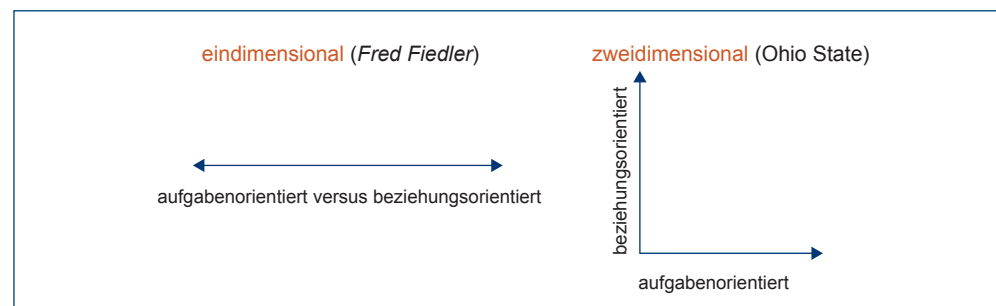 eindimensional (Fred Fiedler)
aufgabenorientiert versus beziehungsorientiert
zweidimensional (Ohio State)
beziehungsorientiert
aufgabenorientiert